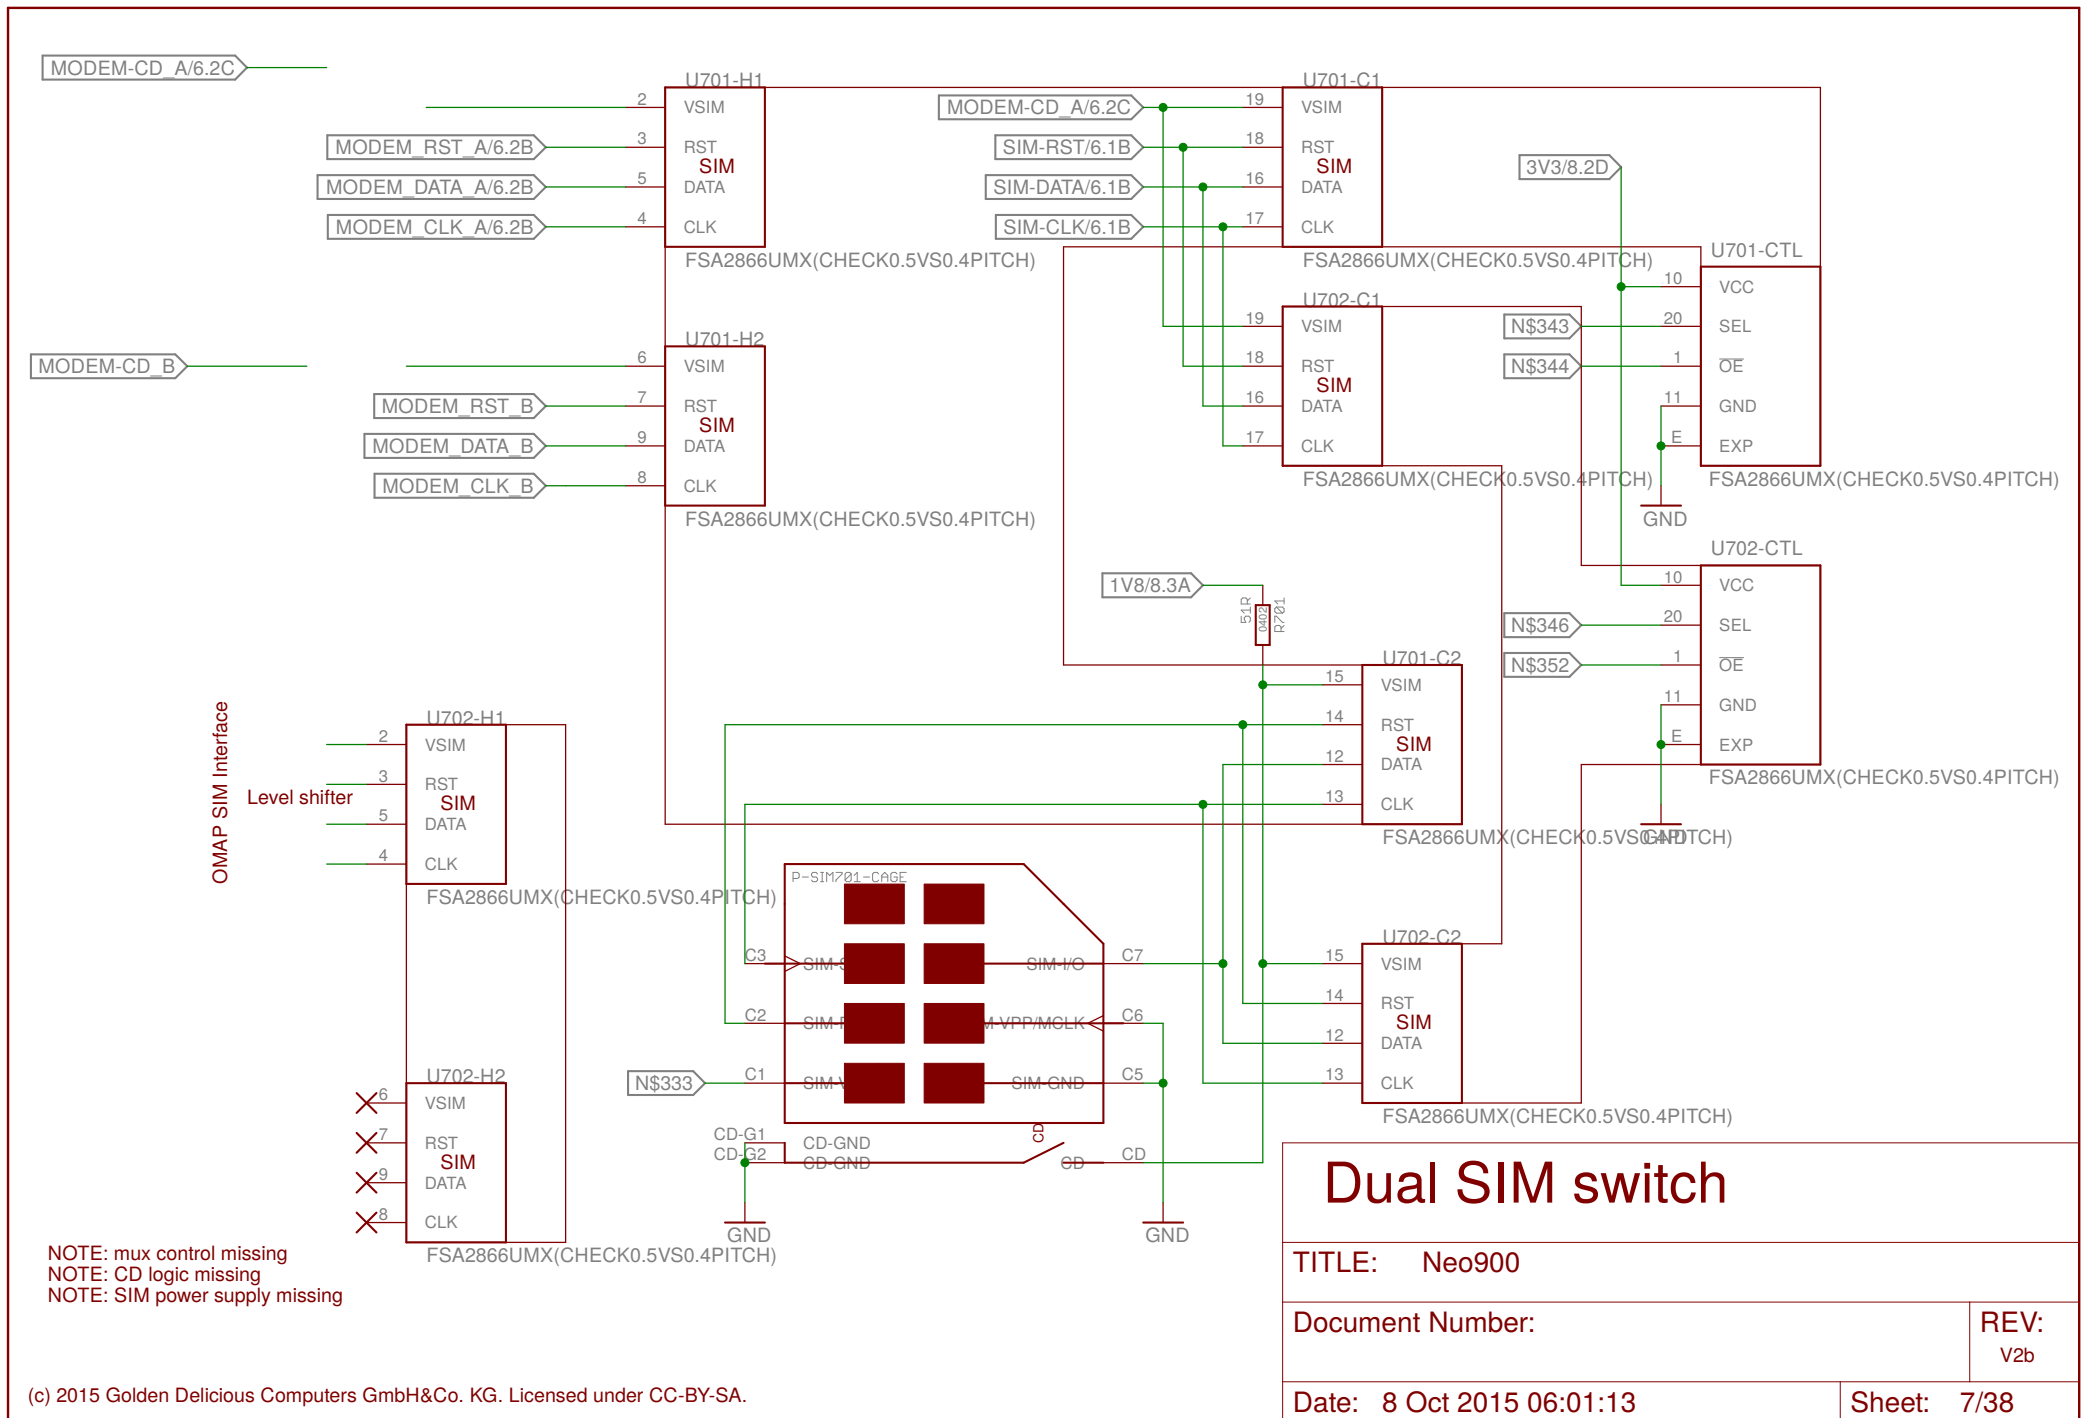 MODEM-CD_A/6.2C
U701-H1
2 VSIM
MODEM_RST_A/6.2B 3 RST
SIM
MODEM_DATA_A/6.2B 5 DATA
MODEM_CLK_A/6.2B 4 CLK
FSA2866UMX(CHECK0.5VS0.4PITCH)
U701-C1
MODEM-CD_A/6.2C 19 VSIM
SIM-RST/6.1B 18 RST
SIM
SIM-DATA/6.1B 16 DATA
SIM-CLK/6.1B 17 CLK
FSA2866UMX(CHECK0.5VS0.4PITCH)
3V3/8.2D
U701-CTL
10 VCC
N$343 20 SEL
N$344 1 OE
11 GND
E EXP
FSA2866UMX(CHECK0.5VS0.4PITCH)
GND
U702-C1
19 VSIM
18 RST
SIM
16 DATA
17 CLK
FSA2866UMX(CHECK0.5VS0.4PITCH)
U701-H2
MODEM-CD_B
6 VSIM
MODEM_RST_B 7 RST
SIM
MODEM_DATA_B 9 DATA
MODEM_CLK_B 8 CLK
FSA2866UMX(CHECK0.5VS0.4PITCH)
U702-CTL
10 VCC
N$346 20 SEL
N$352 1 OE
11 GND
E EXP
FSA2866UMX(CHECK0.5VS0.4PITCH)
GND
1V8/8.3A
51R
0402
R701
U701-C2
15 VSIM
14 RST
SIM
12 DATA
13 CLK
FSA2866UMX(CHECK0.5VS0.4PITCH)
OMAP SIM Interface
Level shifter
U702-H1
2 VSIM
3 RST
SIM
5 DATA
4 CLK
FSA2866UMX(CHECK0.5VS0.4PITCH)
P-SIM701-CAGE
C3 C7
SIM-I/O
C2 C6
N$333 C1 C5
SIM-GND
CD
CD-G1 CD-GND
CD-G2 CD-GND
CD CD
GND
GND
U702-C2
15 VSIM
14 RST
SIM
12 DATA
13 CLK
FSA2866UMX(CHECK0.5VS0.4PITCH)
U702-H2
6 VSIM
7 RST
SIM
9 DATA
8 CLK
FSA2866UMX(CHECK0.5VS0.4PITCH)
NOTE: mux control missing
NOTE: CD logic missing
NOTE: SIM power supply missing
Dual SIM switch
TITLE: Neo900
Document Number:
REV:
V2b
Date: 8 Oct 2015 06:01:13
Sheet: 7/38
(c) 2015 Golden Delicious Computers GmbH&Co. KG. Licensed under CC-BY-SA.